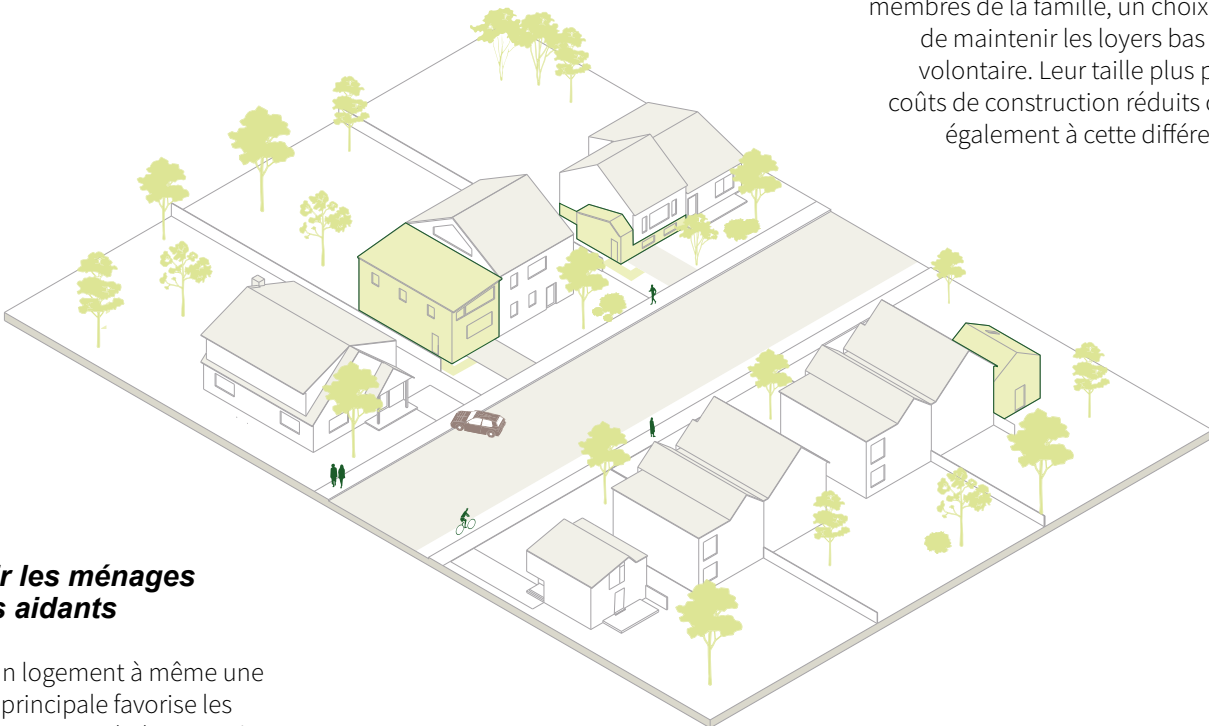 membres de la famille, un choix
de maintenir les loyers bas
volontaire. Leur taille plus
coûts de construction réduits
également à cette
les ménages
aidants
logement à même une
principale favorise les